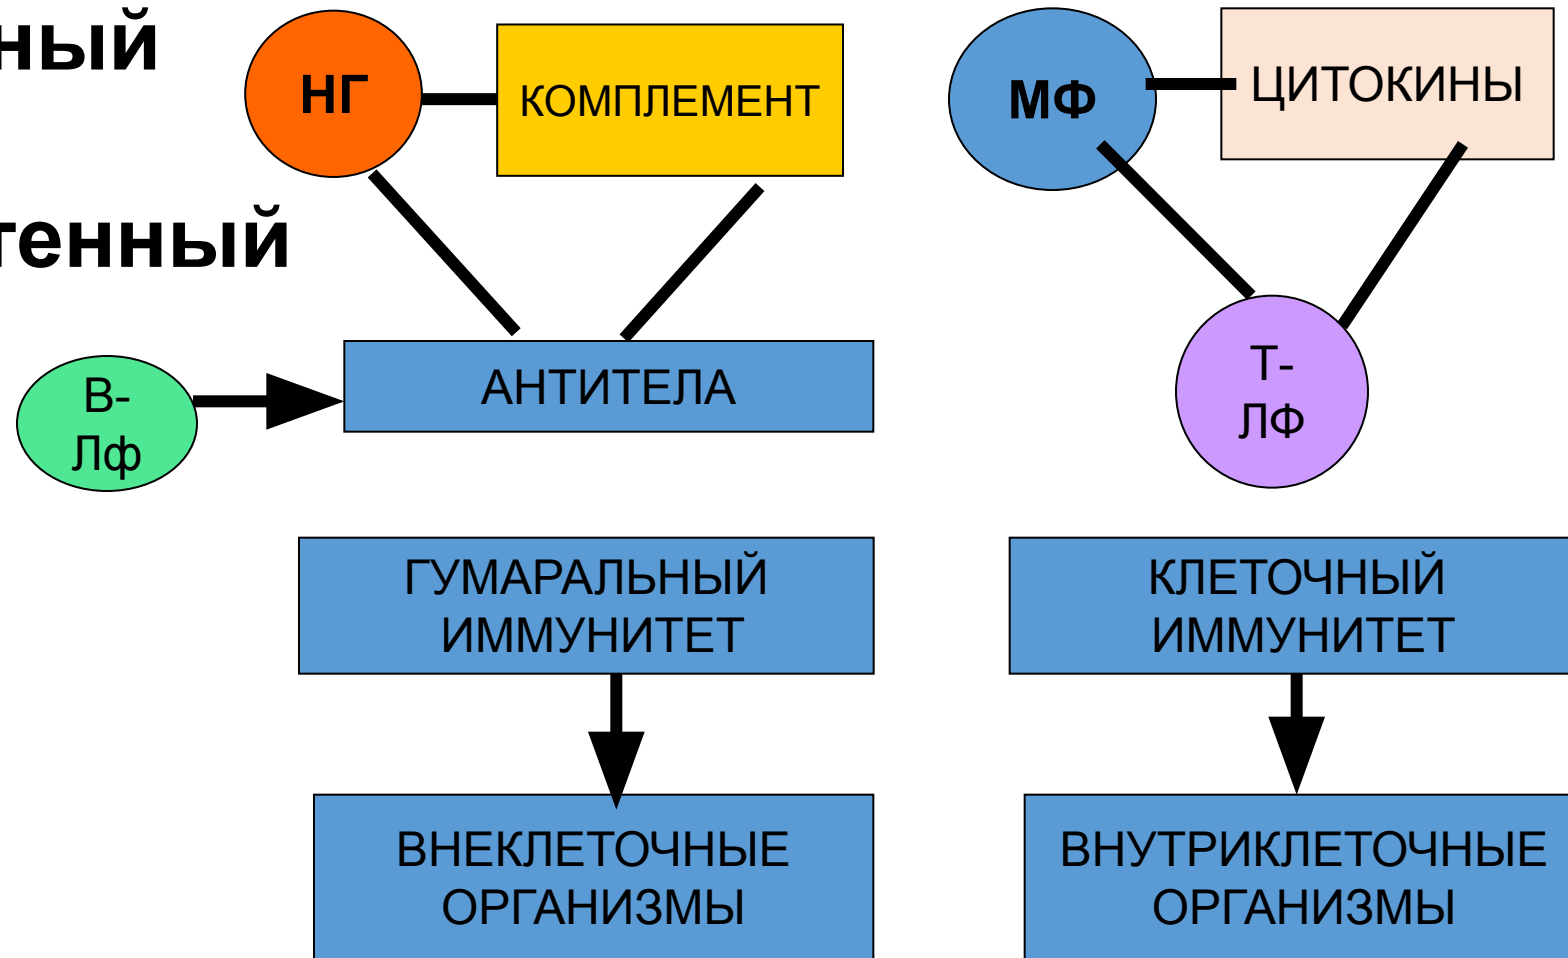 ный
НГ
КОМПЛЕМЕНТ
МФ
ЦИТОКИНЫ
тенный
В-
Лф
АНТИТЕЛА
Т-
ЛФ
ГУМАРАЛЬНЫЙ
ИММУНИТЕТ
КЛЕТОЧНЫЙ
ИММУНИТЕТ
ВНЕКЛЕТОЧНЫЕ
ОРГАНИЗМЫ
ВНУТРИКЛЕТОЧНЫЕ
ОРГАНИЗМЫ